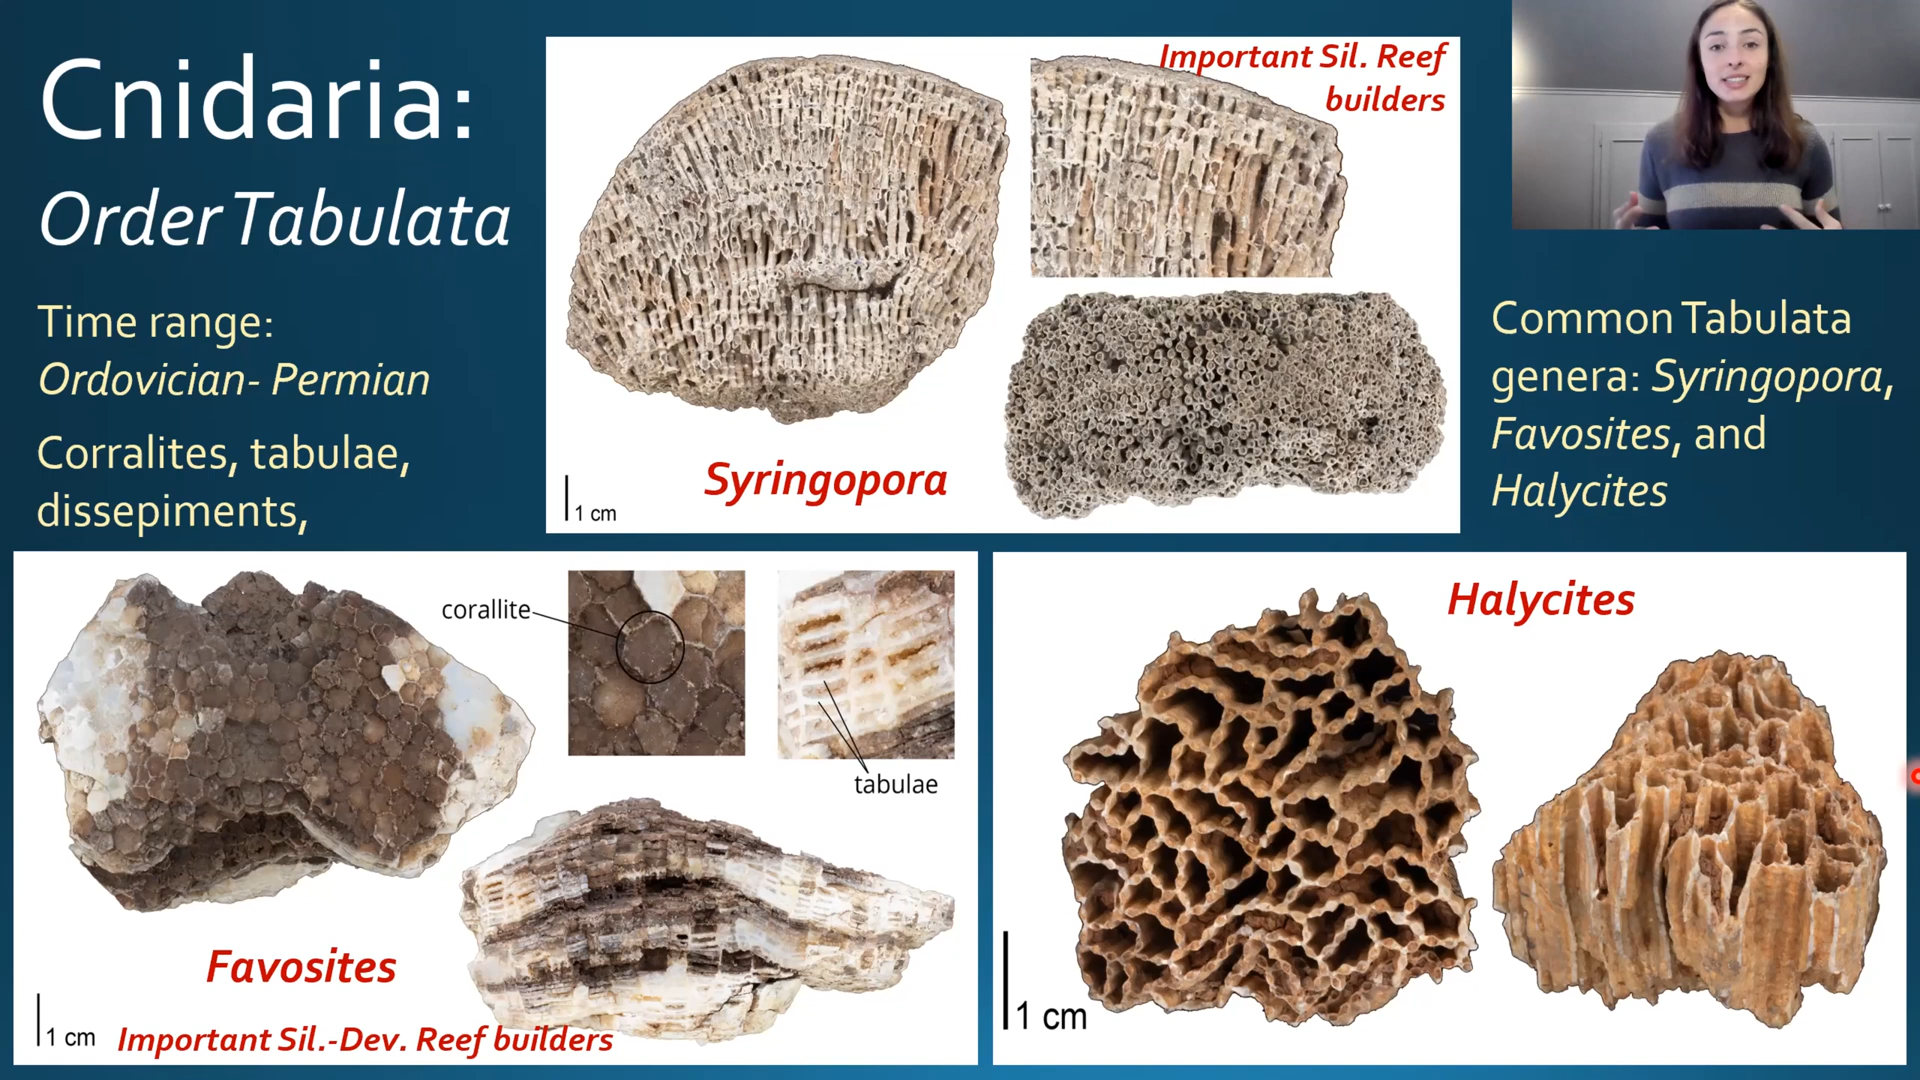 Cnidaria:
Order Tabulata
Time range:
Ordovician- Permian
Corralites, tabulae,
dissepiments,
Important Sil. Reef
builders
Syringopora
1 cm
Common Tabulata
genera: Syringopora,
Favosites, and
Halycites
corallite
tabulae
Favosites
1 cm
Important Sil.-Dev. Reef builders
Halycites
1 cm